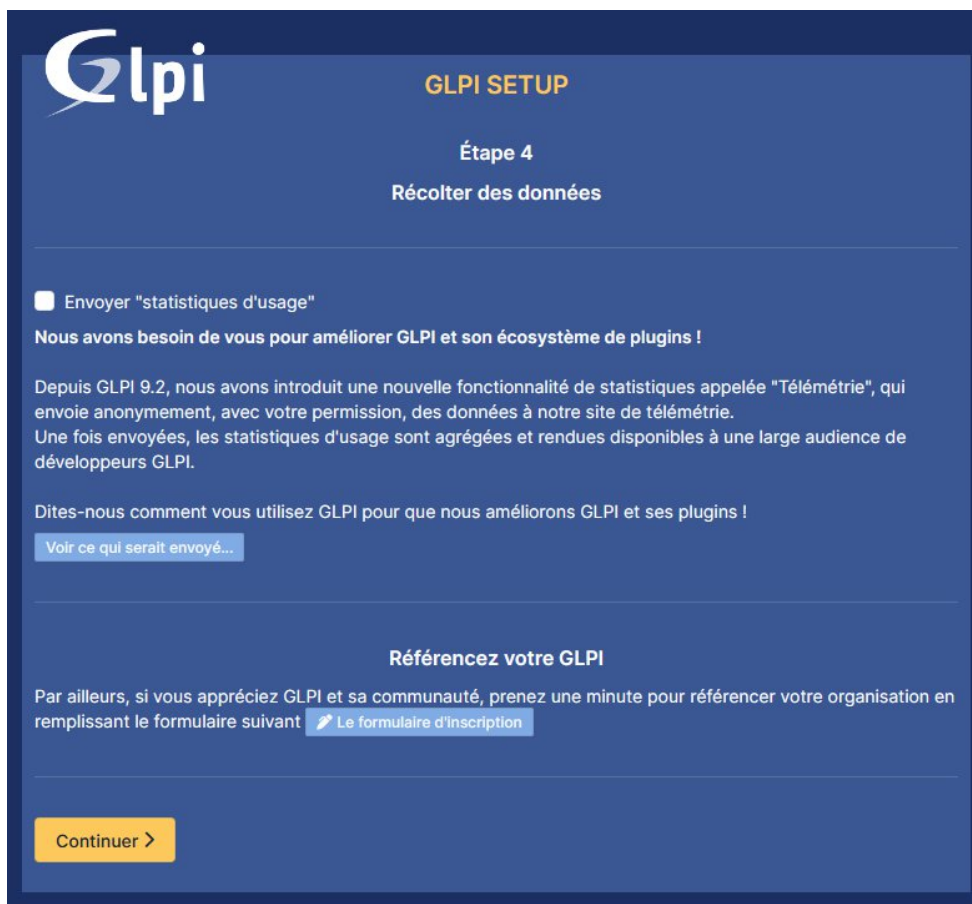 Glpi
GLPI SETUP
Étape 4
Récolter des données
Envoyer "statistiques d'usage"
Nous avons besoin de vous pour améliorer GLPI et son écosystème de plugins !
Depuis GLPI 9.2, nous avons introduit une nouvelle fonctionnalité de statistiques appelée "Télémétrie", qui
envoie anonymement, avec votre permission, des données à notre site de télémétrie.
Une fois envoyées, les statistiques d'usage sont agrégées et rendues disponibles à une large audience de
développeurs GLPI.
Dites-nous comment vous utilisez GLPI pour que nous améliorons GLPI et ses plugins !
Voir ce qui serait envoyé...
Référencez votre GLPI
Par ailleurs, si vous appréciez GLPI et sa communauté, prenez une minute pour référencer votre organisation en
remplissant le formulaire suivant Le formulaire d'inscription
Continuer >